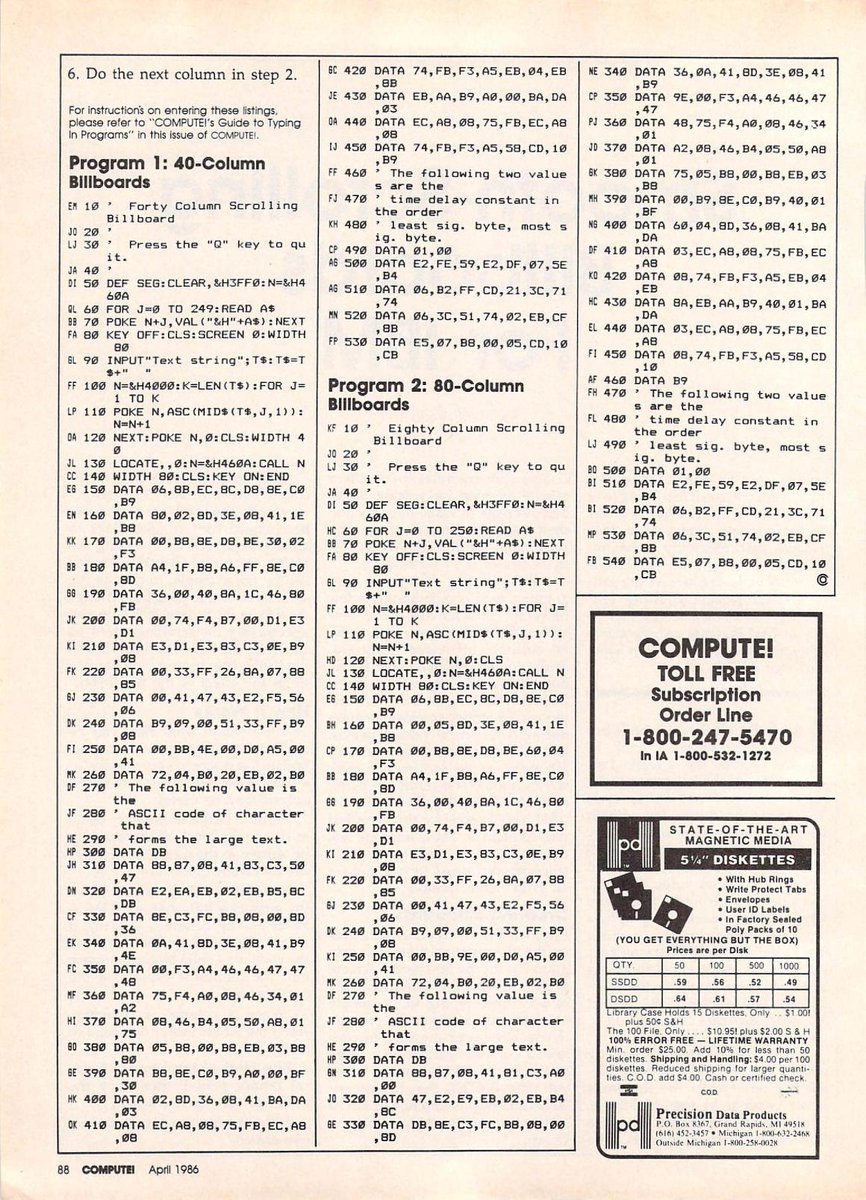 6. Do the next column in step 2.
For instructions on entering these listings,
please refer to "COMPUTE!'s Guide to Typing
In Programs" in this issue of COMPUTE!.
Program 1: 40-Column
Billboards
EM 10 ' Forty Column Scrolling
Billboard
JO 20 '
LJ 30 ' Press the "Q" key to qu
it.
JA 40 '
DI 50 DEF SEG:CLEAR,&H3FF0:N=&H4
60A
QL 60 FOR J=0 TO 249:READ A$
BB 70 POKE N+J,VAL("&H"+A$):NEXT
FA 80 KEY OFF:CLS:SCREEN 0:WIDTH
80
GL 90 INPUT"Text string";T$:T$=T
$+" "
FF 100 N=&H4000:K=LEN(T$):FOR J=
1 TO K
LP 110 POKE N,ASC(MID$(T$,J,1)):
N=N+1
OA 120 NEXT:POKE N,0:CLS:WIDTH 4
0
JL 130 LOCATE,,0:N=&H460A:CALL N
CC 140 WIDTH 80:CLS:KEY ON:END
EG 150 DATA 06,8B,EC,8C,D8,8E,C0
,B9
EN 160 DATA 80,02,8D,3E,08,41,1E
,B8
KK 170 DATA 00,B8,8E,D8,BE,30,02
,F3
BB 180 DATA A4,1F,B8,A6,FF,8E,C0
,8D
GG 190 DATA 36,00,40,8A,1C,46,80
,FB
JK 200 DATA 00,74,F4,B7,00,D1,E3
,D1
KI 210 DATA E3,D1,E3,83,C3,0E,B9
,08
FK 220 DATA 00,33,FF,26,8A,07,88
,85
GJ 230 DATA 00,41,47,43,E2,F5,56
,06
DK 240 DATA B9,09,00,51,33,FF,B9
,08
FI 250 DATA 00,BB,4E,00,D0,A5,00
,41
MK 260 DATA 72,04,B0,20,EB,02,B0
DF 270 ' The following value is
the
JF 280 ' ASCII code of character
that
HE 290 ' forms the large text.
HP 300 DATA DB
JH 310 DATA 88,87,08,41,83,C3,50
,47
DN 320 DATA E2,EA,EB,02,EB,B5,8C
,DB
CF 330 DATA 8E,C3,FC,B8,08,00,8D
,36
EK 340 DATA 0A,41,8D,3E,08,41,B9
,4E
FC 350 DATA 00,F3,A4,46,46,47,47
,48
MF 360 DATA 75,F4,A0,08,46,34,01
,A2
HI 370 DATA 08,46,B4,05,50,A8,01
,75
GO 380 DATA 05,B8,00,B8,EB,03,B8
,80
GE 390 DATA B8,8E,C0,B9,A0,00,BF
,30
HK 400 DATA 02,8D,36,08,41,BA,DA
,03
OK 410 DATA EC,A8,08,75,FB,EC,A8
,08
GC 420 DATA 74,FB,F3,A5,EB,04,EB
,8B
JE 430 DATA EB,AA,B9,A0,00,BA,DA
,03
OA 440 DATA EC,A8,08,75,FB,EC,A8
,08
IJ 450 DATA 74,FB,F3,A5,58,CD,10
,B9
FF 460 ' The following two value
s are the
FJ 470 ' time delay constant in
the order
KH 480 ' least sig. byte, most s
ig. byte.
CP 490 DATA 01,00
AG 500 DATA E2,FE,59,E2,DF,07,5E
,B4
AG 510 DATA 06,B2,FF,CD,21,3C,71
,74
MN 520 DATA 06,3C,51,74,02,EB,CF
,8B
FP 530 DATA E5,07,B8,00,05,CD,10
,CB
Program 2: 80-Column
Billboards
KF 10 ' Eighty Column Scrolling
Billboard
JO 20 '
LJ 30 ' Press the "Q" key to qu
it.
JA 40 '
DI 50 DEF SEG:CLEAR,&H3FF0:N=&H4
60A
HC 60 FOR J=0 TO 250:READ A$
BB 70 POKE N+J,VAL("&H"+A$):NEXT
FA 80 KEY OFF:CLS:SCREEN 0:WIDTH
80
GL 90 INPUT"Text string";T$:T$=T
$+" "
FF 100 N=&H4000:K=LEN(T$):FOR J=
1 TO K
LP 110 POKE N,ASC(MID$(T$,J,1)):
N=N+1
HD 120 NEXT:POKE N,0:CLS
JL 130 LOCATE,,0:N=&H460A:CALL N
CC 140 WIDTH 80:CLS:KEY ON:END
EG 150 DATA 06,8B,EC,8C,D8,8E,C0
,B9
BH 160 DATA 00,05,8D,3E,08,41,1E
,B8
CP 170 DATA 00,B8,8E,D8,BE,60,04
,F3
BB 180 DATA A4,1F,B8,A6,FF,8E,C0
,8D
GG 190 DATA 36,00,40,8A,1C,46,80
,FB
JK 200 DATA 00,74,F4,B7,00,D1,E3
,D1
KI 210 DATA E3,D1,E3,83,C3,0E,B9
,08
FK 220 DATA 00,33,FF,26,8A,07,88
,85
GJ 230 DATA 00,41,47,43,E2,F5,56
,06
DK 240 DATA B9,09,00,51,33,FF,B9
,08
KI 250 DATA 00,BB,9E,00,D0,A5,00
,41
MK 260 DATA 72,04,B0,20,EB,02,B0
DF 270 ' The following value is
the
JF 280 ' ASCII code of character
that
HE 290 ' forms the large text.
HP 300 DATA DB
GN 310 DATA 88,87,08,41,81,C3,A0
,00
JO 320 DATA 47,E2,E9,EB,02,EB,B4
,8C
GE 330 DATA DB,8E,C3,FC,B8,08,00
,8D
NE 340 DATA 36,0A,41,8D,3E,08,41
,B9
CP 350 DATA 9E,00,F3,A4,46,46,47
,47
PJ 360 DATA 48,75,F4,A0,08,46,34
,01
JD 370 DATA A2,08,46,B4,05,50,A8
,01
GK 380 DATA 75,05,B8,00,B8,EB,03
,B8
MH 390 DATA 00,B9,8E,C0,B9,40,01
,BF
NG 400 DATA 60,04,8D,36,08,41,BA
,DA
DF 410 DATA 03,EC,A8,08,75,FB,EC
,A8
KO 420 DATA 08,74,FB,F3,A5,EB,04
,EB
HC 430 DATA 8A,EB,AA,B9,40,01,BA
,DA
EL 440 DATA 03,EC,A8,08,75,FB,EC
,A8
FI 450 DATA 08,74,FB,F3,A5,58,CD
,10
AF 460 DATA B9
FH 470 ' The following two value
s are the
FL 480 ' time delay constant in
the order
LJ 490 ' least sig. byte, most s
ig. byte.
BO 500 DATA 01,00
BI 510 DATA E2,FE,59,E2,DF,07,5E
,B4
BI 520 DATA 06,B2,FF,CD,21,3C,71
,74
MP 530 DATA 06,3C,51,74,02,EB,CF
,8B
FB 540 DATA E5,07,B8,00,05,CD,10
,CB
COMPUTE!
TOLL FREE
Subscription
Order Line
1-800-247-5470
In IA 1-800-532-1272
pd
STATE-OF-THE-ART
MAGNETIC MEDIA
5¼" DISKETTES
• With Hub Rings
• Write Protect Tabs
• Envelopes
• User ID Labels
• In Factory Sealed
Poly Packs of 10
(YOU GET EVERYTHING BUT THE BOX)
Prices are per Disk
QTY. 50 100 500 1000
SSDD .59 .56 .52 .49
DSDD .64 .61 .57 .54
Library Case Holds 15 Diskettes, Only .. $1.00!
plus 50¢ S&H
The 100 File. Only .... $10.95! plus $2.00 S & H
100% ERROR FREE — LIFETIME WARRANTY
Min. order $25.00. Add 10% for less than 50
diskettes. Shipping and Handling: $4.00 per 100
diskettes. Reduced shipping for larger quanti-
ties. C.O.D. add $4.00. Cash or certified check.
C.O.D.
pd
Precision Data Products
P.O. Box 8367, Grand Rapids, MI 49518
(616) 452-3457 • Michigan 1-800-632-2468
Outside Michigan 1-800-258-0028
88 COMPUTE! April 1986